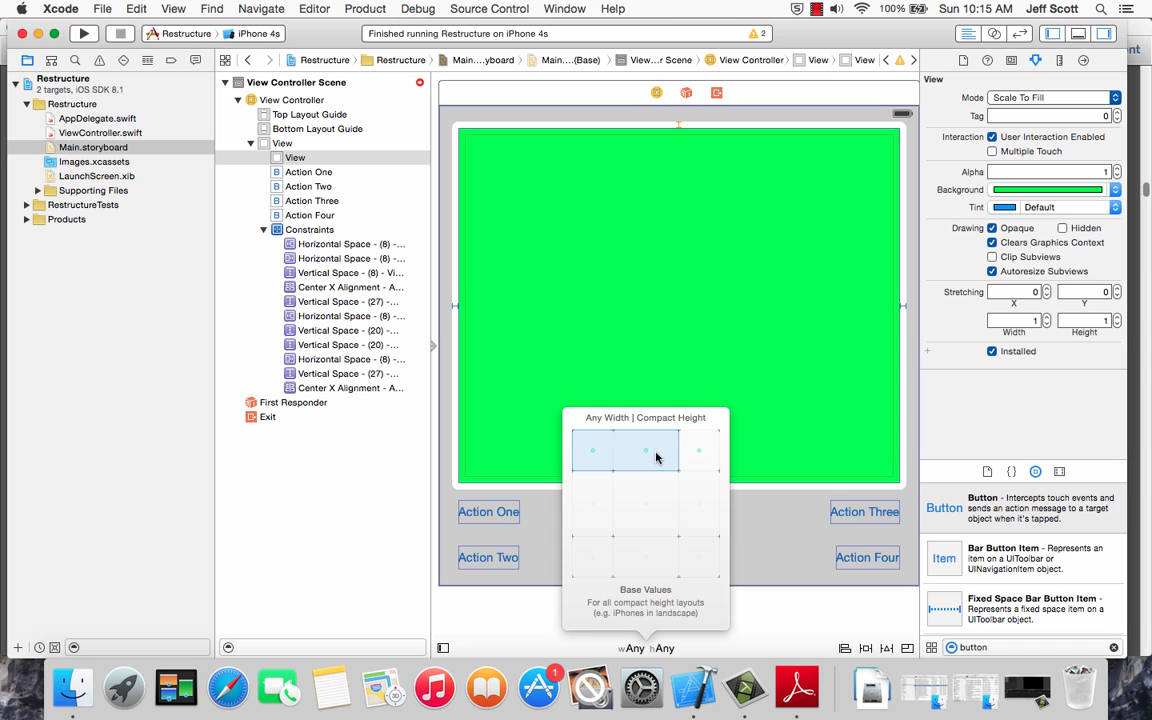 Xcode File Edit View Find Navigate Editor Product Debug Source Control Window Help 100% Sun 10:15 AM Jeff Scott
Restructure iPhone 4s Finished running Restructure on iPhone 4s 2
Restructure Restructure Main....yboard Main....(Base) View...r Scene View Controller View View
Restructure
2 targets, iOS SDK 8.1
Restructure
AppDelegate.swift
ViewController.swift
Main.storyboard
Images.xcassets
LaunchScreen.xib
Supporting Files
RestructureTests
Products
View Controller Scene
View Controller
Top Layout Guide
Bottom Layout Guide
View
View
B Action One
B Action Two
B Action Three
B Action Four
Constraints
Horizontal Space - (8) -...
Horizontal Space - (8) -...
Vertical Space - (8) - Vi...
Center X Alignment - A...
Vertical Space - (27) -...
Horizontal Space - (8) -...
Vertical Space - (20) -...
Vertical Space - (20) -...
Horizontal Space - (8) -...
Vertical Space - (27) -...
Center X Alignment - A...
First Responder
Exit
Any Width | Compact Height
Base Values
For all compact height layouts
(e.g. iPhones in landscape)
Action One Action Three
Action Two Action Four
wAny hAny
View
Mode Scale To Fill
Tag 0
Interaction User Interaction Enabled
Multiple Touch
Alpha 1
Background
Tint Default
Drawing Opaque Hidden
Clears Graphics Context
Clip Subviews
Autoresize Subviews
Stretching 0 0
X Y
1 1
Width Height
+ Installed
Button Button - Intercepts touch events and
sends an action message to a target
object when it's tapped.
Item Bar Button Item - Represents an
item on a UIToolbar or
UINavigationItem object.
Fixed Space Bar Button Item -
Represents a fixed space item on a
UIToolbar object.
button
1